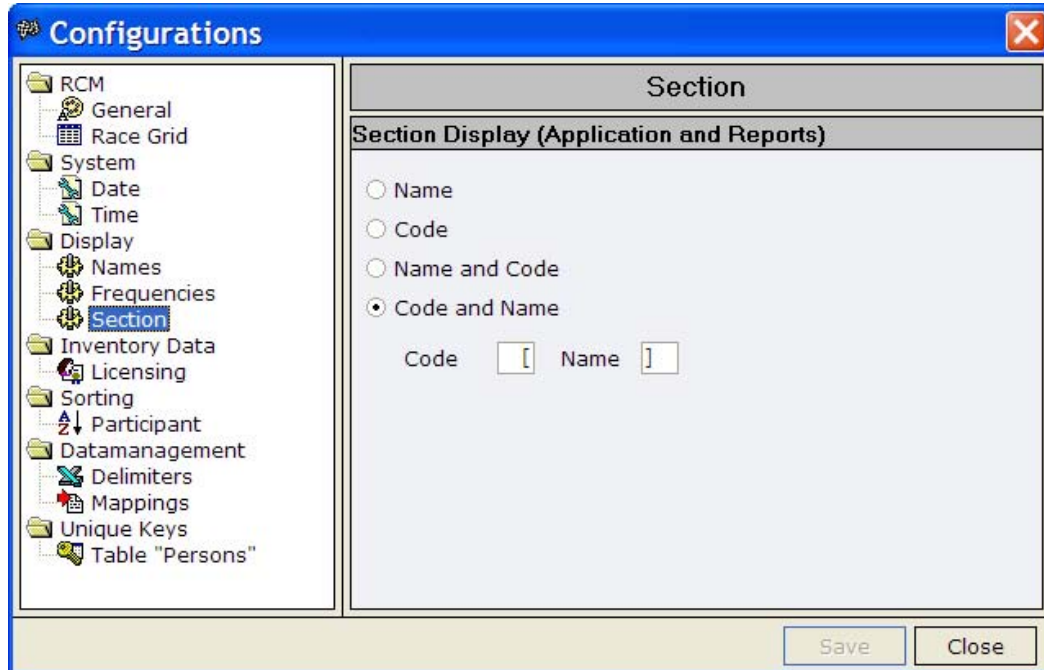 Configurations
RCM
General
Race Grid
System
Date
Time
Display
Names
Frequencies
Section
Inventory Data
Licensing
Sorting
Participant
Datamanagement
Delimiters
Mappings
Unique Keys
Table "Persons"
Section
Section Display (Application and Reports)
Name
Code
Name and Code
Code and Name
Code [ Name ]
Save Close